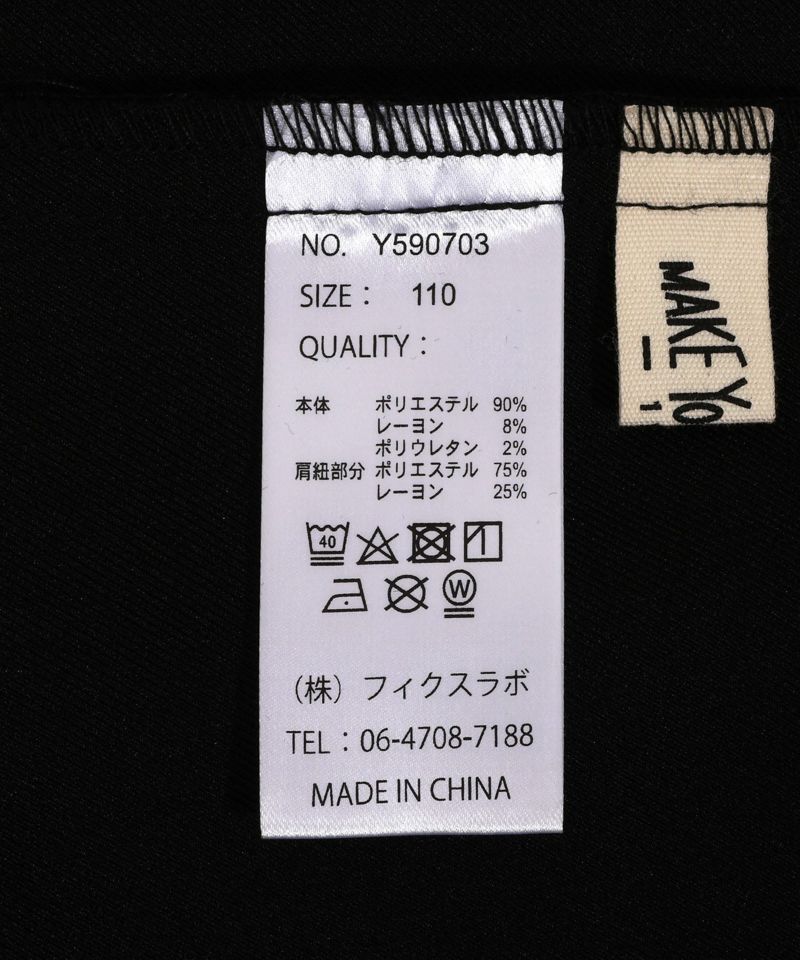 NO. Y590703
SIZE : 110
QUALITY :
本体 ポリエステル 90%
レーヨン 8%
ポリウレタン 2%
肩紐部分 ポリエステル 75%
レーヨン 25%
40
W
（株）フィクスラボ
TEL : 06-4708-7188
MADE IN CHINA
MAKE YO